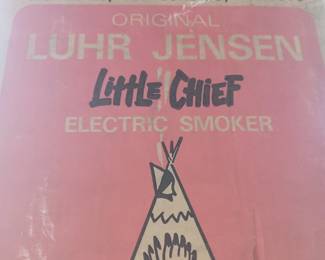 ORIGINAL
LUHR JENSEN
LITTLE CHIEF
ELECTRIC SMOKER